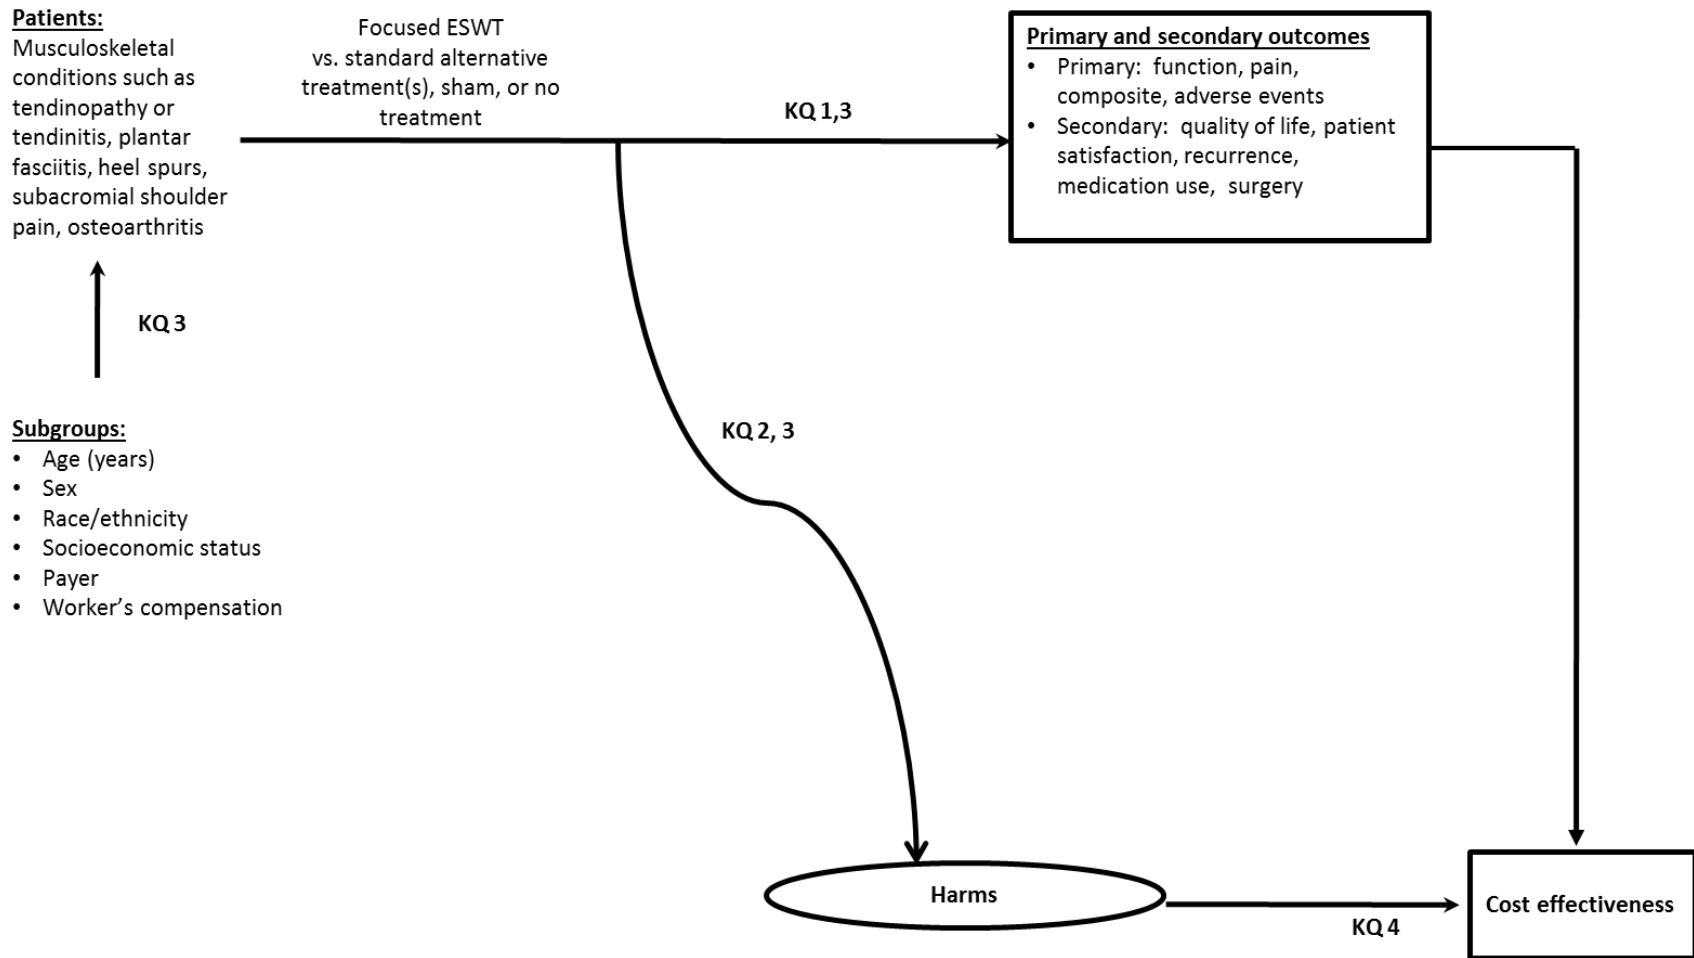 Patients:
Musculoskeletal
conditions such as
tendinopathy or
tendinitis, plantar
fasciitis, heel spurs,
subacromial shoulder
pain, osteoarthritis
Focused ESWT
vs. standard alternative
treatment(s), sham, or no
treatment
KQ 1,3
Primary and secondary outcomes
• Primary: function, pain,
composite, adverse events
• Secondary: quality of life, patient
satisfaction, recurrence,
medication use, surgery
KQ 3
Subgroups:
• Age (years)
• Sex
• Race/ethnicity
• Socioeconomic status
• Payer
• Worker’s compensation
KQ 2, 3
Harms
KQ 4
Cost effectiveness